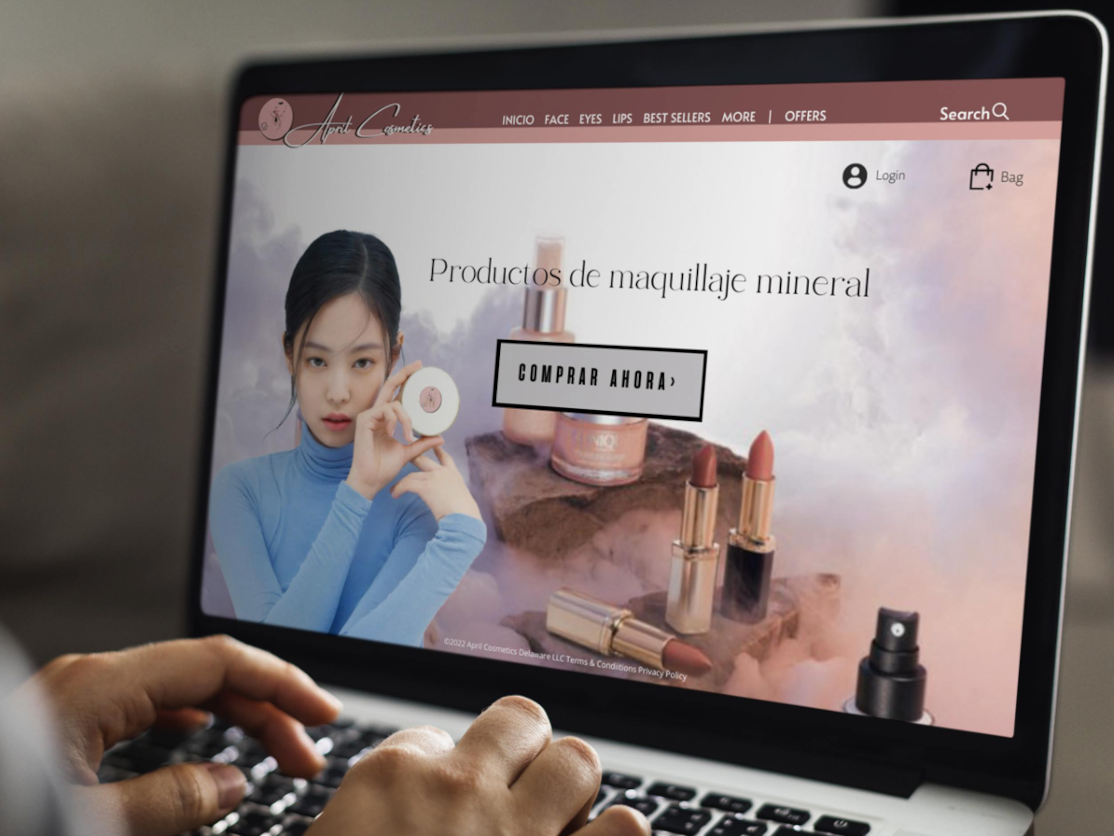 April Cosmetics
INICIO FACE EYES LIPS BEST SELLERS MORE | OFFERS
Search
Login
Bag
Productos de maquillaje mineral
COMPRAR AHORA›
CLINIQUE
©2022 April Cosmetics Delaware LLC Terms & Conditions Privacy Policy